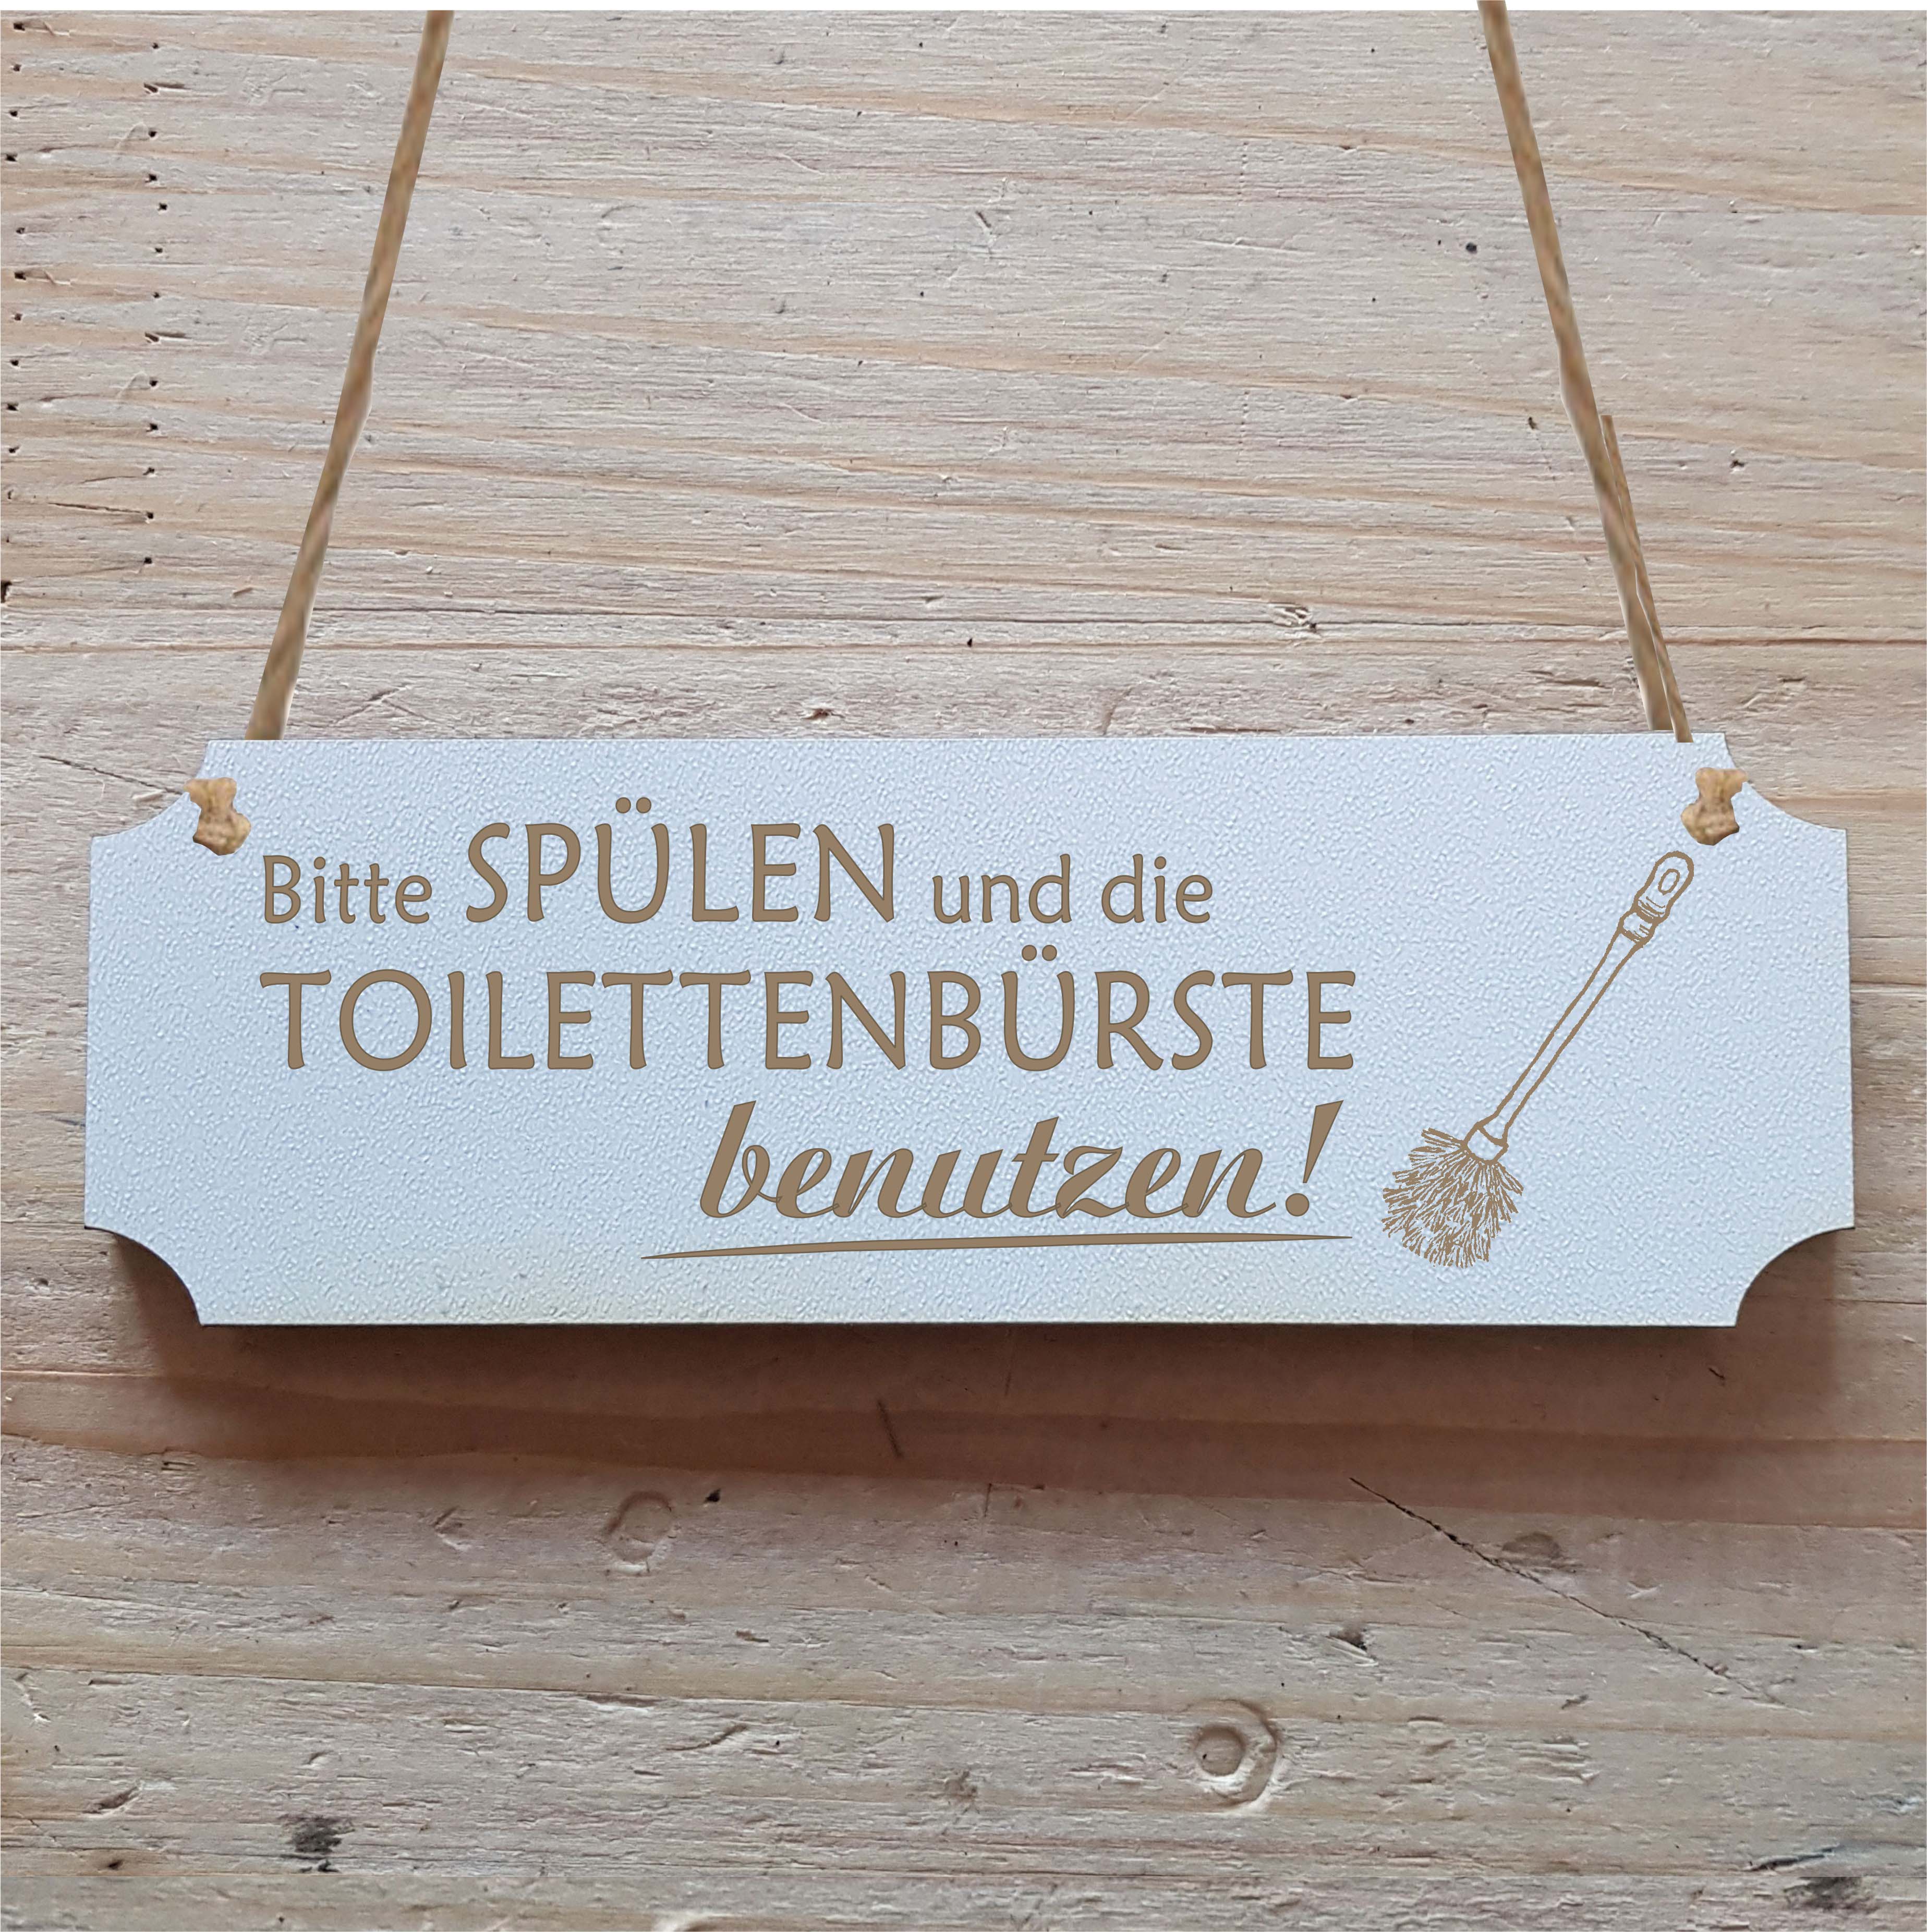 Bitte SPÜLEN und die
TOILETTENBÜRSTE
benutzen!